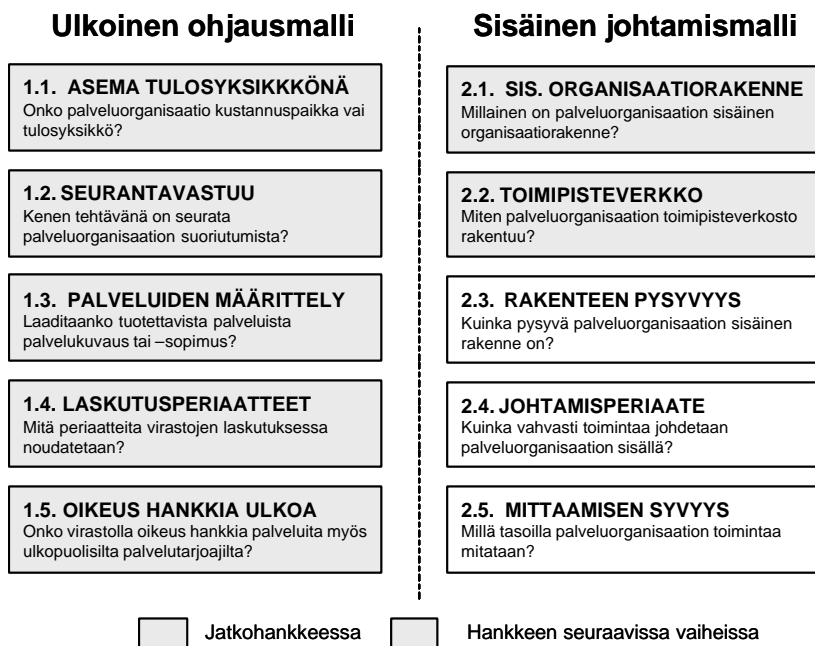 Ulkoinen ohjausmalli
1.1. ASEMA TULOSYKSIKKKÖNÄ
Onko palveluorganisaatio kustannuspaikka vai
tulosyksikkö?
1.2. SEURANTAVASTUU
Kenen tehtävänä on seurata
palveluorganisaation suoriutumista?
1.3. PALVELUIDEN MÄÄRITTELY
Laaditaanko tuotettavista palveluista
palvelukuvaus tai –sopimus?
1.4. LASKUTUSPERIAATTEET
Mitä periaatteita virastojen laskutuksessa
noudatetaan?
1.5. OIKEUS HANKKIA ULKOA
Onko virastolla oikeus hankkia palveluita myös
ulkopuolisilta palvelutarjoajilta?
Sisäinen johtamismalli
2.1. SIS. ORGANISAATIORAKENNE
Millainen on palveluorganisaation sisäinen
organisaatiorakenne?
2.2. TOIMIPISTEVERKKO
Miten palveluorganisaation toimipisteverkosto
rakentuu?
2.3. RAKENTEEN PYSYVYYS
Kuinka pysyvä palveluorganisaation sisäinen
rakenne on?
2.4. JOHTAMISPERIAATE
Kuinka vahvasti toimintaa johdetaan
palveluorganisaation sisällä?
2.5. MITTAAMISEN SYVYYS
Millä tasoilla palveluorganisaation toimintaa
mitataan?
Jatkohankkeessa
Hankkeen seuraavissa vaiheissa